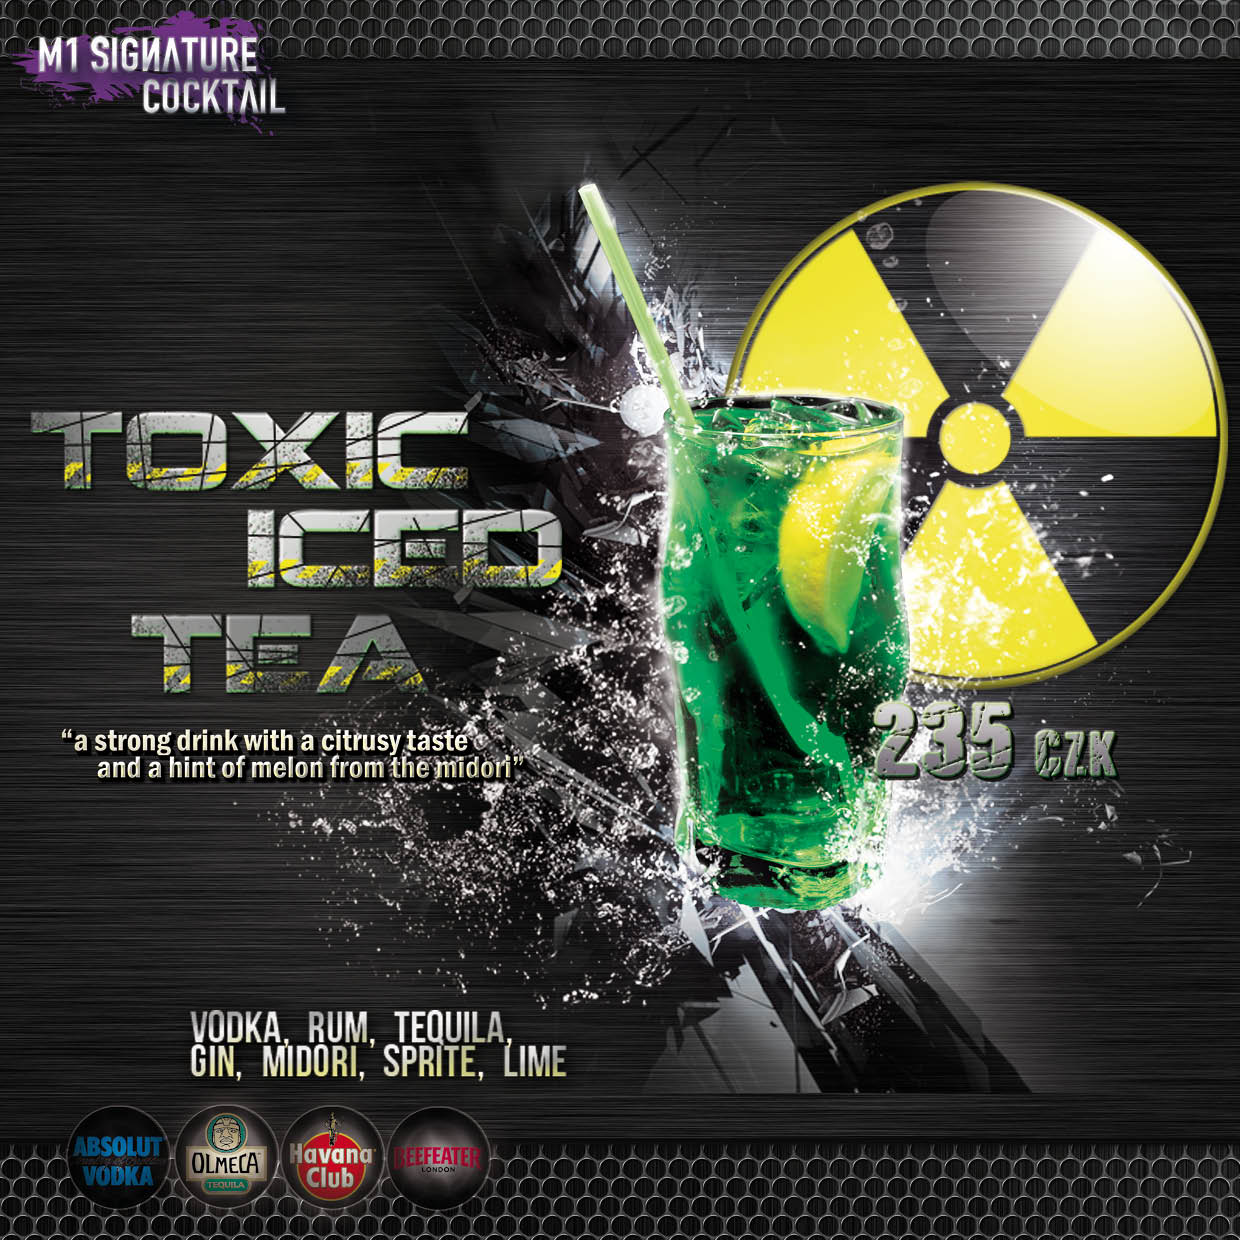 M1 SIGNATURE
COCKTAIL
TOXIC
ICED
TEA
“a strong drink with a citrusy taste
and a hint of melon from the midori”
235 CZK
VODKA, RUM, TEQUILA,
GIN, MIDORI, SPRITE, LIME
ABSOLUT
VODKA
OLMECA
TEQUILA
Havana
Club
BEEFEATER
LONDON